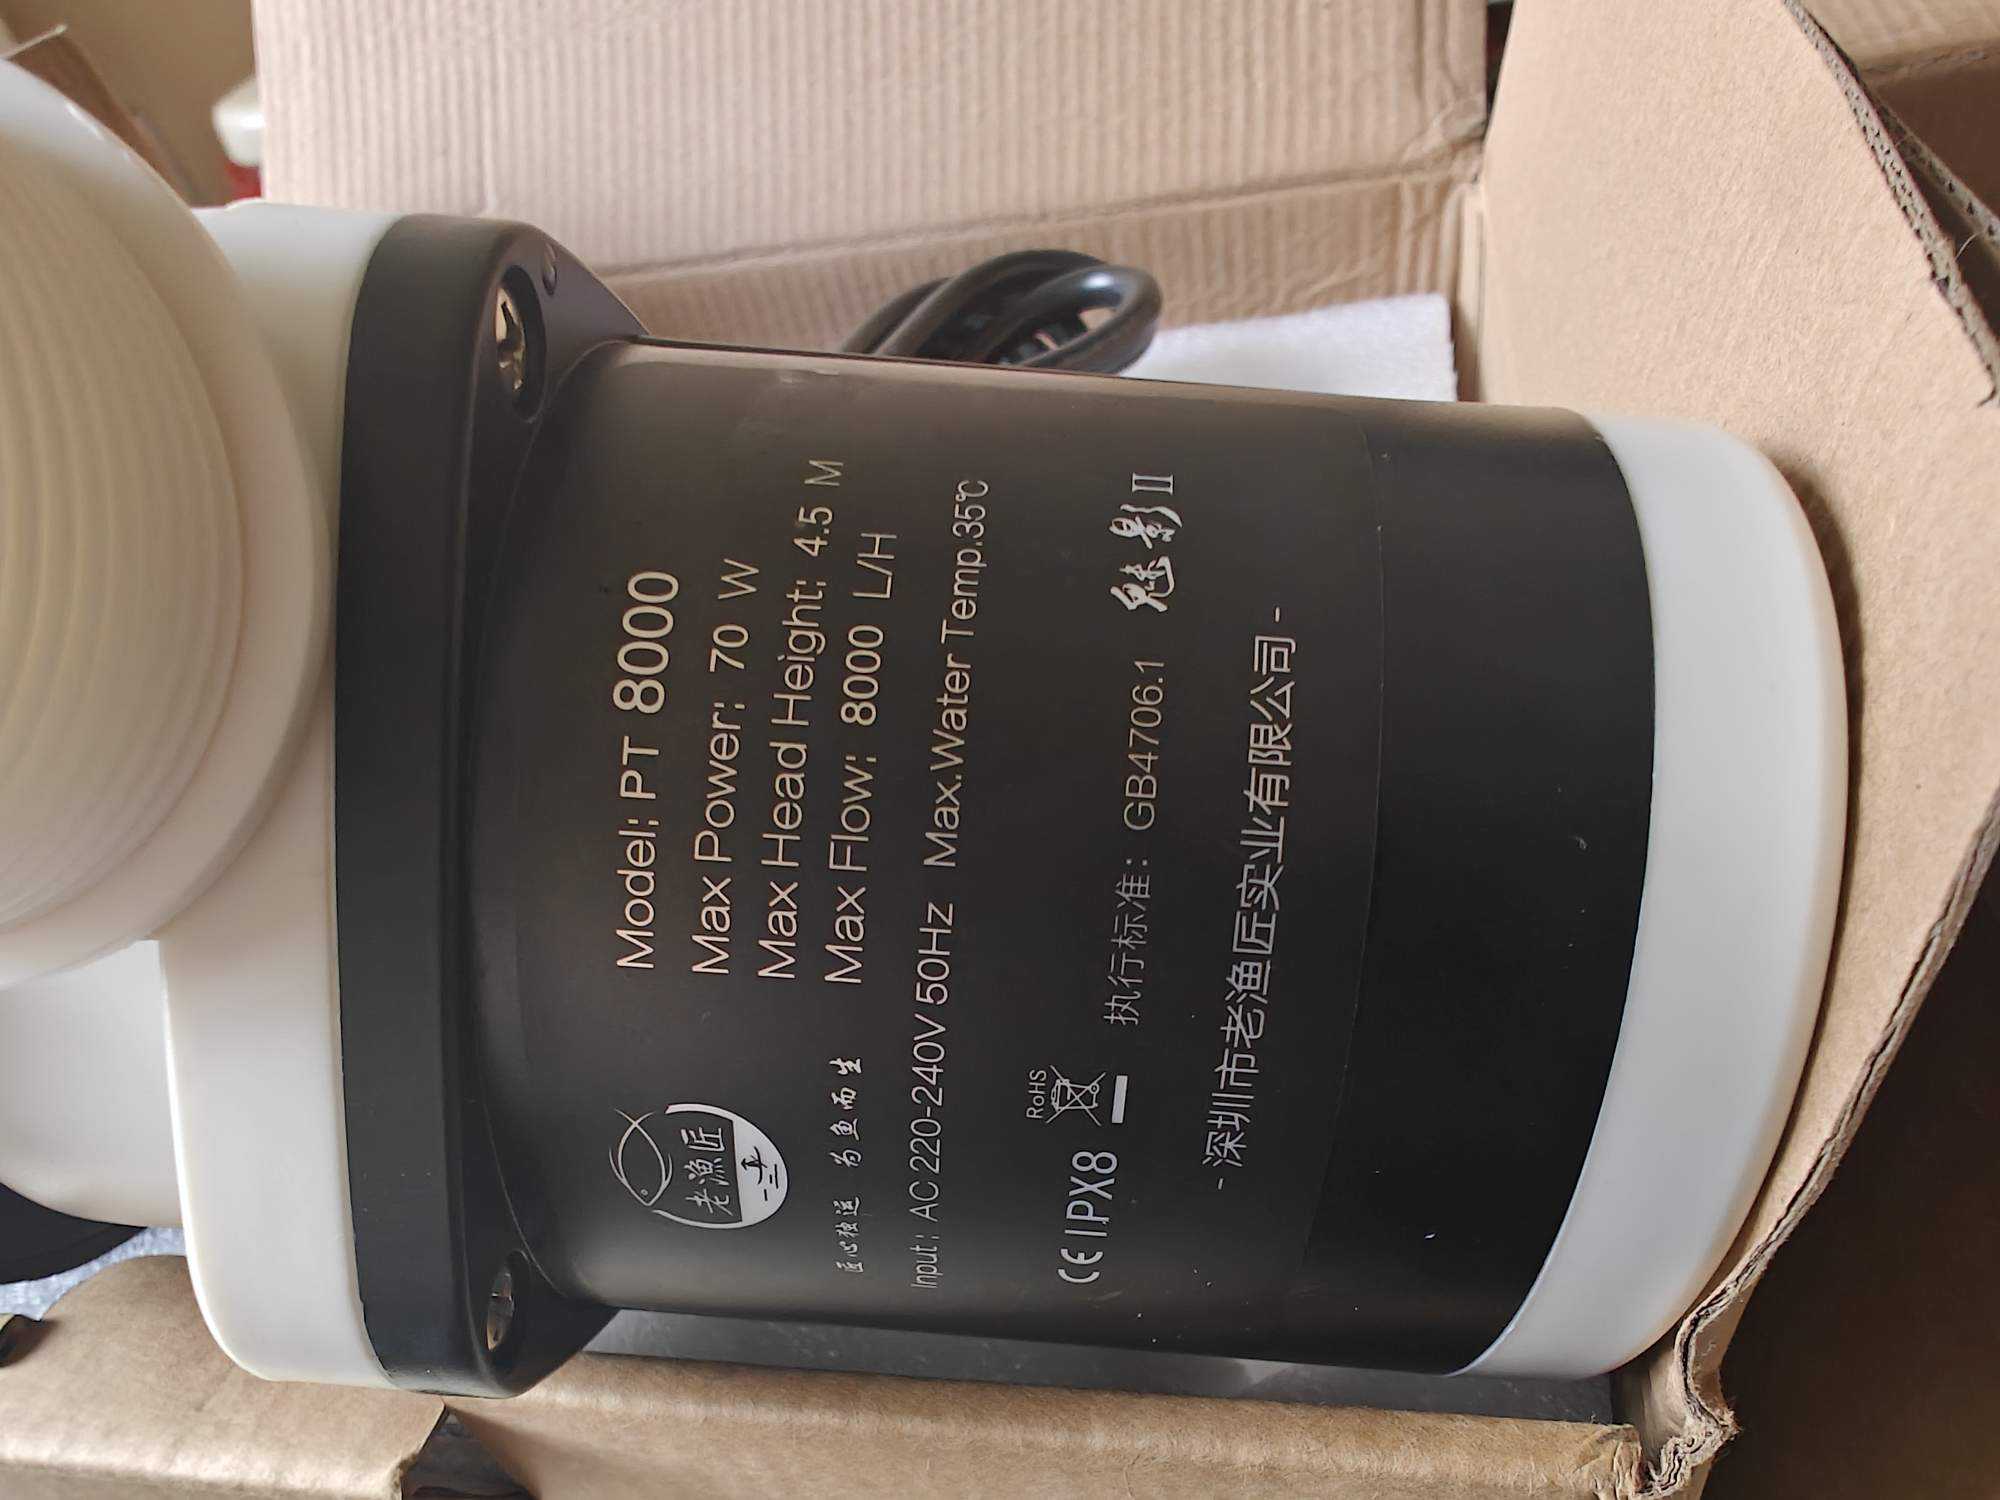 老漁匠
匠心独运 为鱼而生
Model: PT 8000
Max Power: 70 W
Max Head Height: 4.5 M
Max Flow: 8000 L/H
Input: AC 220-240V 50Hz Max.Water Temp.35℃
RoHS
CE IPX8 执行标准: GB4706.1 魅影II
- 深圳市老渔匠实业有限公司 -